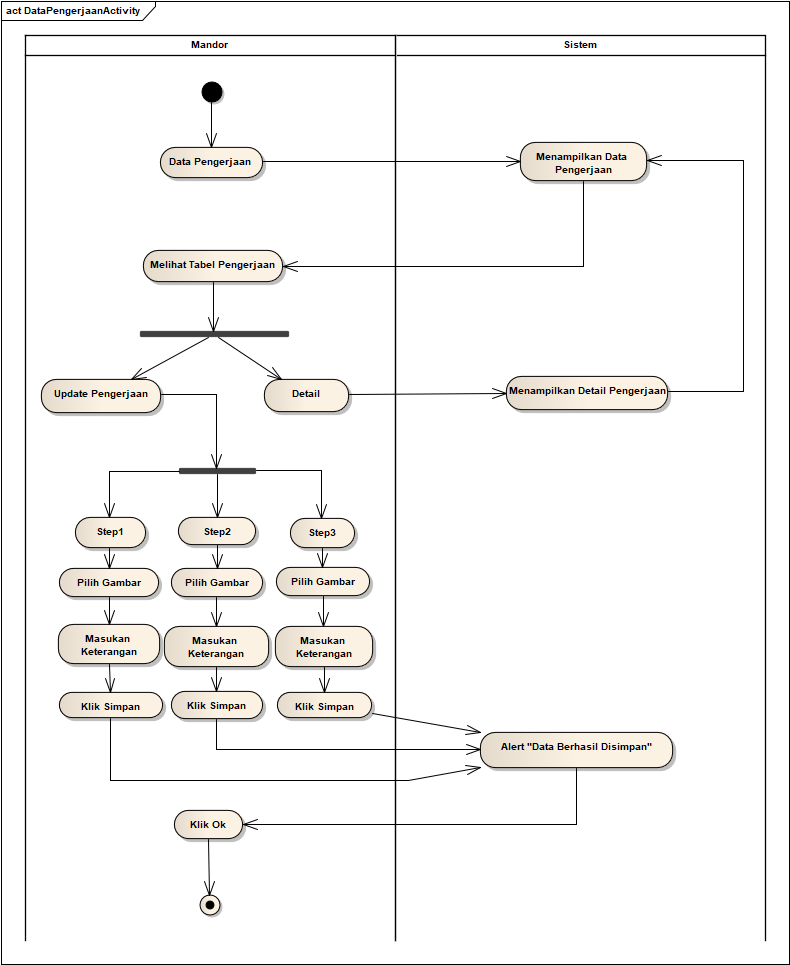 act DataPengerjaanActivity
Mandor
Sistem
Data Pengerjaan
Menampilkan Data
Pengerjaan
Melihat Tabel Pengerjaan
Update Pengerjaan
Detail
Menampilkan Detail Pengerjaan
Step1
Step2
Step3
Pilih Gambar
Pilih Gambar
Pilih Gambar
Masukan
Keterangan
Masukan
Keterangan
Masukan
Keterangan
Klik Simpan
Klik Simpan
Klik Simpan
Alert "Data Berhasil Disimpan"
Klik Ok